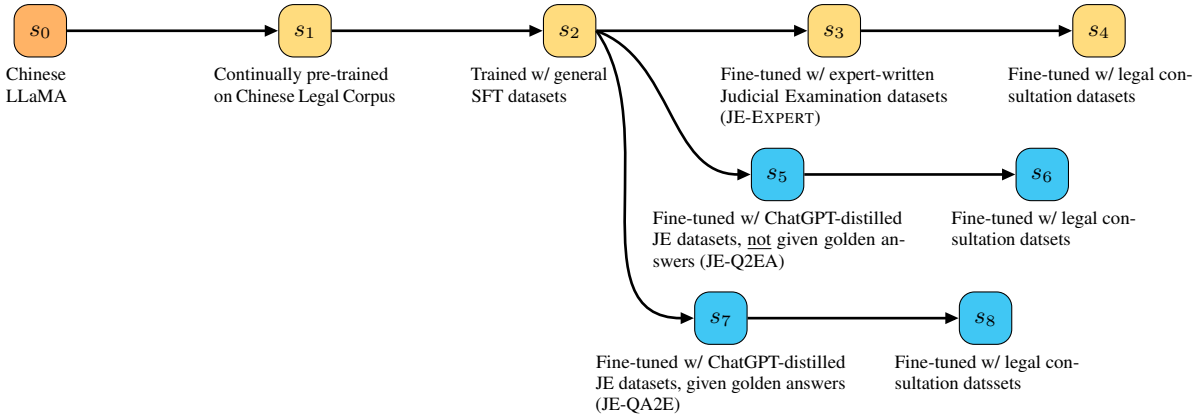 s0
s1
s2
s3
s4
Chinese
LLaMA
Continually pre-trained
on Chinese Legal Corpus
Trained w/ general
SFT datasets
Fine-tuned w/ expert-written
Judicial Examination datasets
(JE-EXPERT)
Fine-tuned w/ legal con-
sultation datasets
s5
s6
Fine-tuned w/ ChatGPT-distilled
JE datasets, not given golden an-
swers (JE-Q2EA)
Fine-tuned w/ legal con-
sultation datsets
s7
s8
Fine-tuned w/ ChatGPT-distilled
JE datasets, given golden answers
(JE-QA2E)
Fine-tuned w/ legal con-
sultation datssets